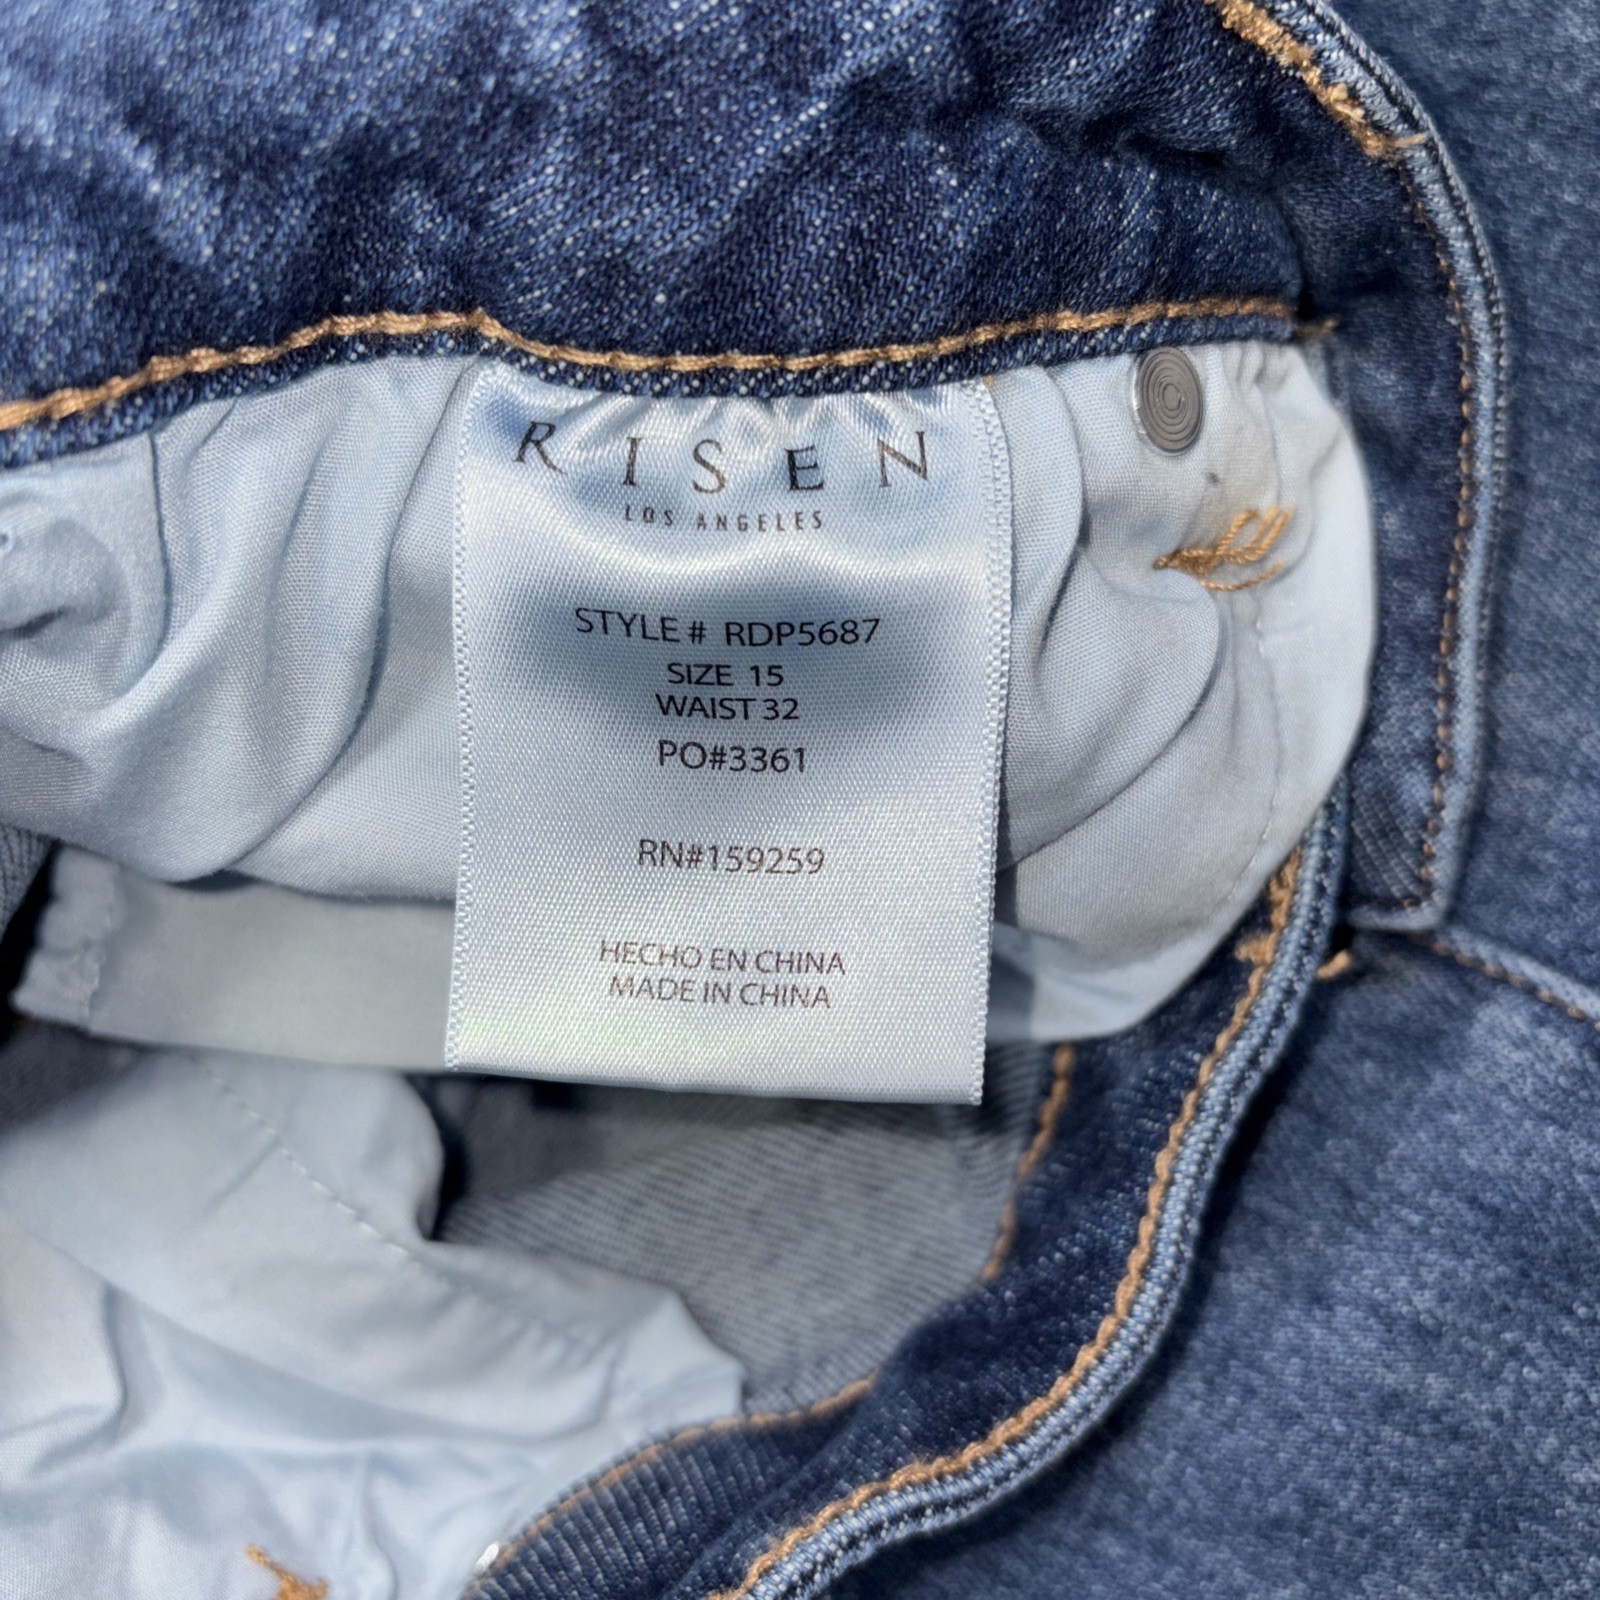 RISEN
LOS ANGELES
STYLE # RDP5687
SIZE 15
WAIST 32
PO#3361
RN#159259
HECHO EN CHINA
MADE IN CHINA